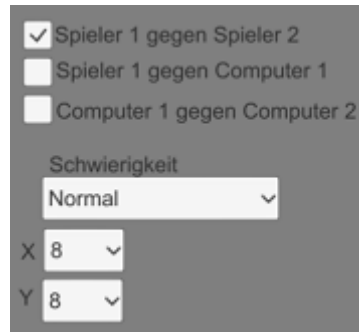 Spieler 1 gegen Spieler 2
Spieler 1 gegen Computer 1
Computer 1 gegen Computer 2
Schwierigkeit
Normal
X 8
Y 8